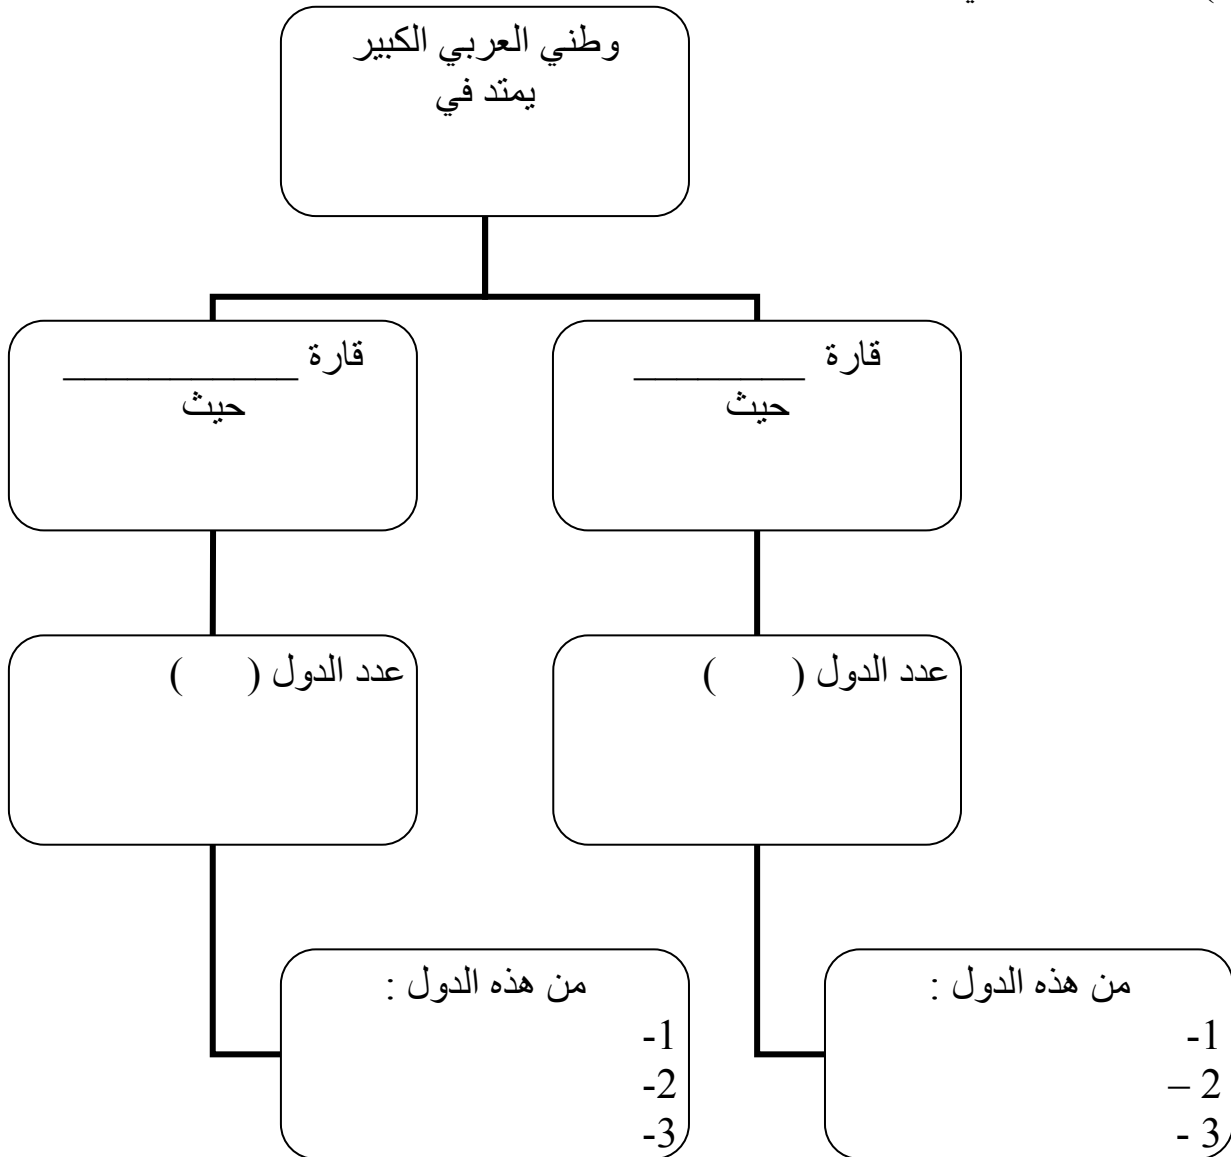 وطني العربي الكبير
يمتد في
قارة _________
حيث
قارة _____________
حيث
عدد الدول (      )
عدد الدول (      )
من هذه الدول :
1-
2 –
3 -
من هذه الدول :
1-
2-
3-